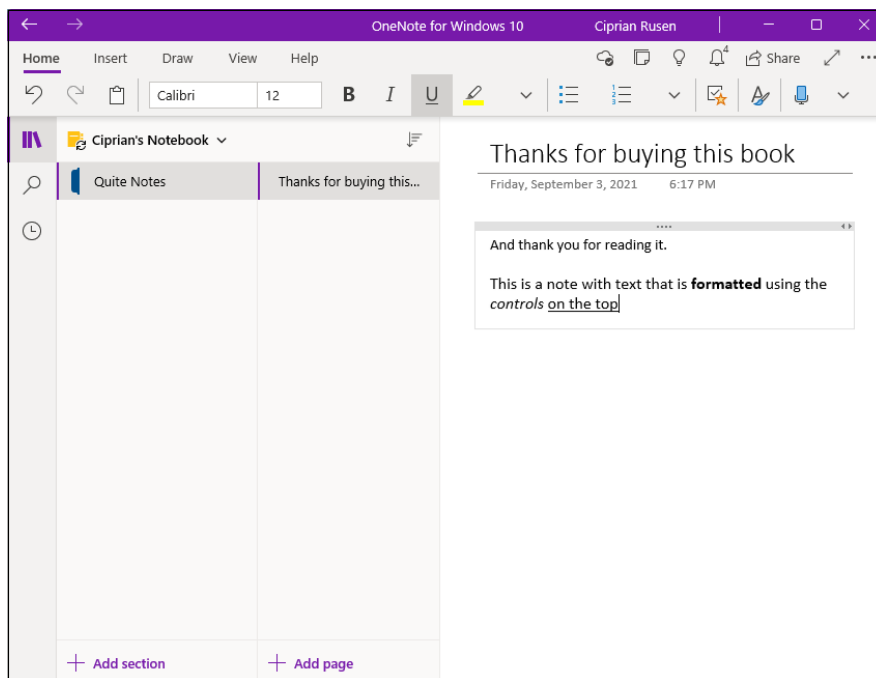 OneNote for Windows 10
Ciprian Rusen
Home Insert Draw View Help
4 Share
Calibri 12 B I U
Ciprian's Notebook
Quite Notes
Thanks for buying this...
Thanks for buying this book
Friday, September 3, 2021 6:17 PM
And thank you for reading it.
This is a note with text that is formatted using the
controls on the top
Add section
Add page